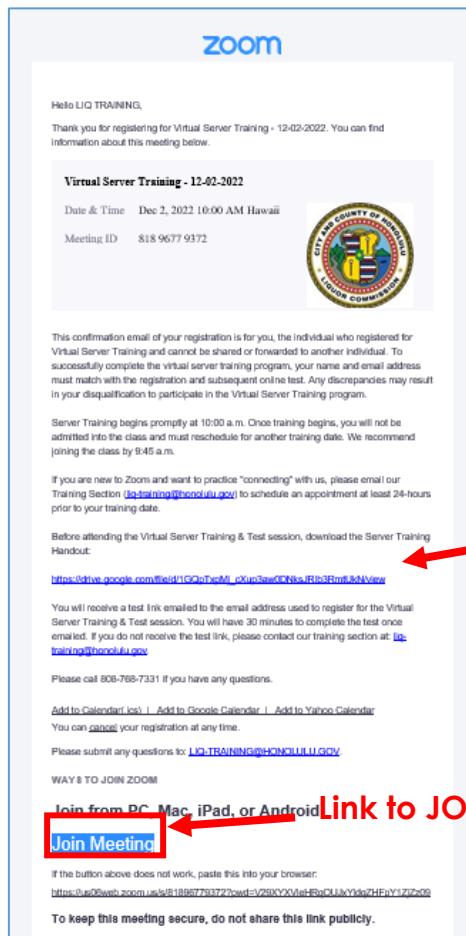 zoom
Hello LIQ TRAINING,
Thank you for registering for Virtual Server Training - 12-02-2022. You can find
information about this meeting below.
Virtual Server Training - 12-02-2022
Date & Time Dec 2, 2022 10:00 AM Hawaii
Meeting ID 818 9677 9372
CITY AND COUNTY OF HONOLULU
LIQUOR COMMISSION
This confirmation email of your registration is for you, the individual who registered for
Virtual Server Training and cannot be shared or forwarded to another individual. To
successfully complete the virtual server training program, your name and email address
must match with the registration and subsequent online test. Any discrepancies may result
in your disqualification to participate in the Virtual Server Training program.
Server Training begins promptly at 10:00 a.m. Once training begins, you will not be
admitted into the class and must reschedule for another training date. We recommend
joining the class by 9:45 a.m.
If you are new to Zoom and want to practice "connecting" with us, please email our
Training Section (liq-training@honolulu.gov) to schedule an appointment at least 24-hours
prior to your training date.
Before attending the Virtual Server Training & Test session, download the Server Training
Handout:
You will receive a test link emailed to the email address used to register for the Virtual
Server Training & Test session. You will have 30 minutes to complete the test once
emailed. If you do not receive the test link, please contact our training section at: liq-
training@honolulu.gov.
Please call 808-768-7331 if you have any questions.
Add to Calendar(.ics) | Add to Google Calendar | Add to Yahoo Calendar
You can cancel your registration at any time.
Please submit any questions to: LIQ-TRAINING@HONOLULU.GOV.
WAYS TO JOIN ZOOM
Join from PC, Mac, iPad, or Android
Link to JO
Join Meeting
If the button above does not work, paste this into your browser:
To keep this meeting secure, do not share this link publicly.